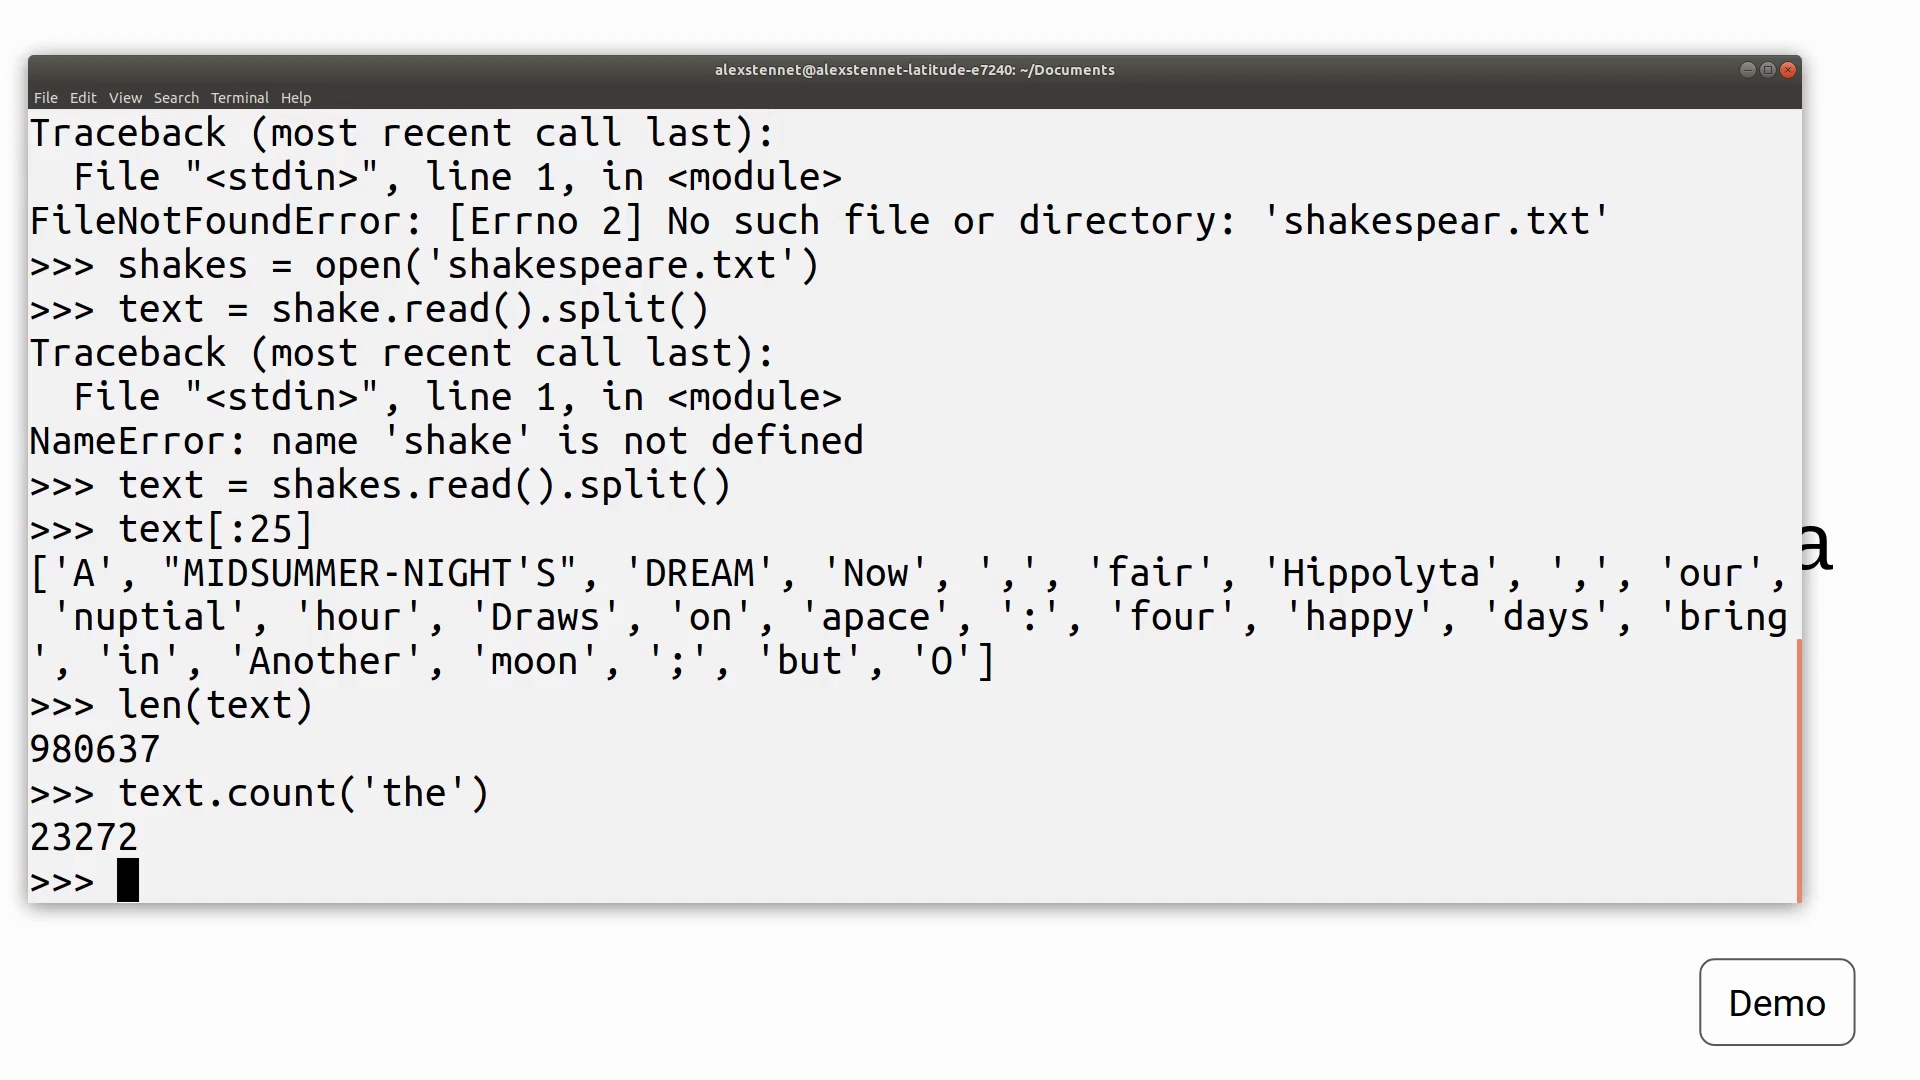 alexstennet@alexstennet-latitude-e7240: ~/Documents
File Edit View Search Terminal Help
Traceback (most recent call last):
  File "<stdin>", line 1, in <module>
FileNotFoundError: [Errno 2] No such file or directory: 'shakespear.txt'
>>> shakes = open('shakespeare.txt')
>>> text = shake.read().split()
Traceback (most recent call last):
  File "<stdin>", line 1, in <module>
NameError: name 'shake' is not defined
>>> text = shakes.read().split()
>>> text[:25]
['A', "MIDSUMMER-NIGHT'S", 'DREAM', 'Now', ',', 'fair', 'Hippolyta', ',', 'our',
 'nuptial', 'hour', 'Draws', 'on', 'apace', ':', 'four', 'happy', 'days', 'bring
', 'in', 'Another', 'moon', ';', 'but', 'O']
>>> len(text)
980637
>>> text.count('the')
23272
>>>
a
Demo